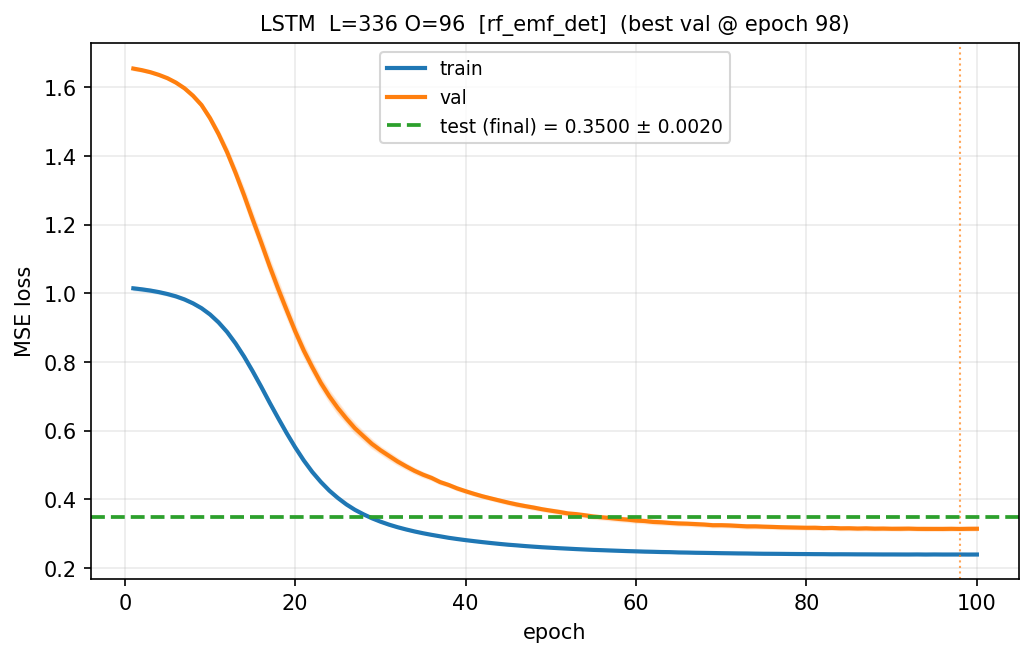 LSTM  L=336 O=96  [rf_emf_det]  (best val @ epoch 98)
train
val
test (final) = 0.3500 ± 0.0020
MSE loss
1.6
1.4
1.2
1.0
0.8
0.6
0.4
0.2
0 20 40 60 80 100
epoch